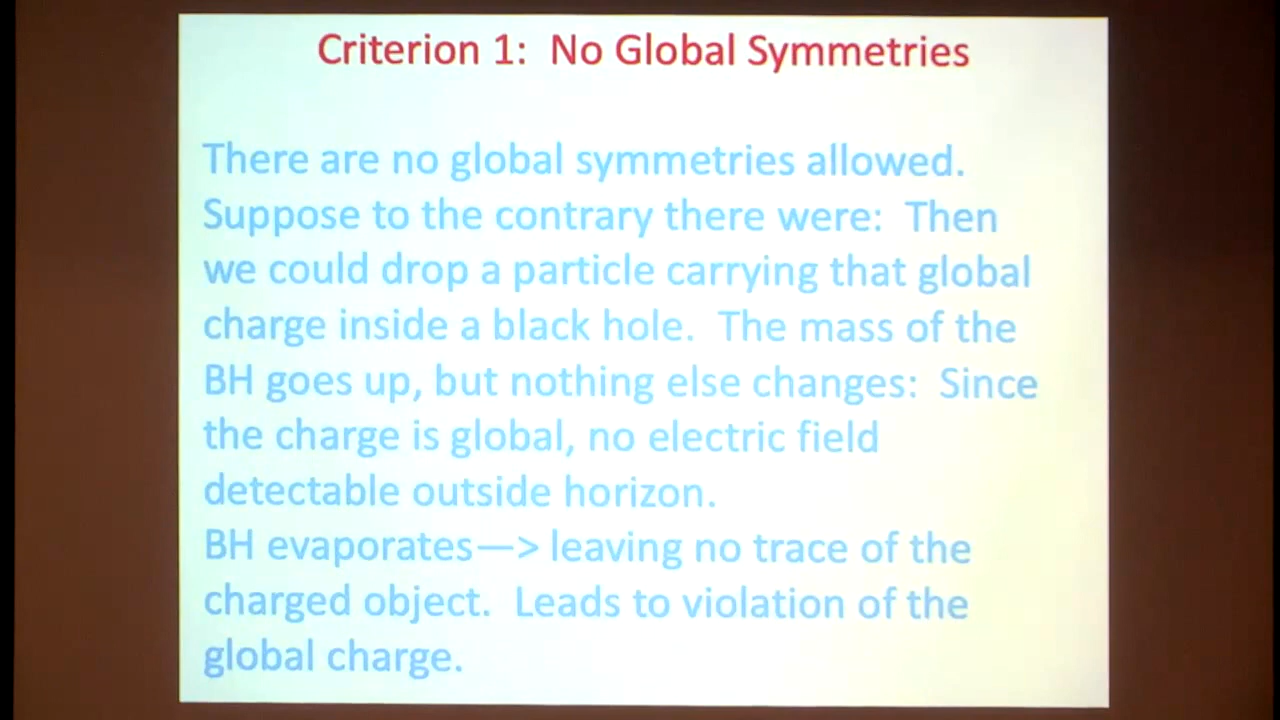 Criterion 1: No Global Symmetries
There are no global symmetries allowed.
Suppose to the contrary there were: Then
we could drop a particle carrying that global
charge inside a black hole. The mass of the
BH goes up, but nothing else changes: Since
the charge is global, no electric field
detectable outside horizon.
BH evaporates—> leaving no trace of the
charged object. Leads to violation of the
global charge.